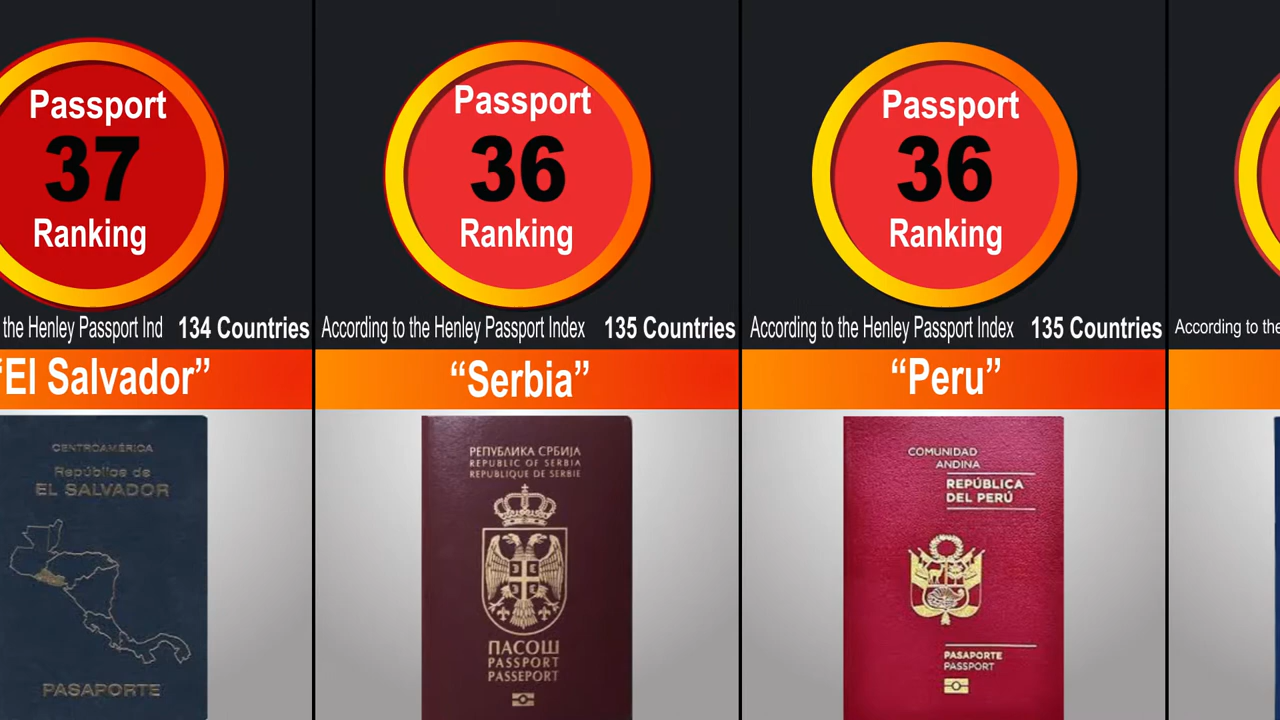 Passport
37
Ranking
the Henley Passport Ind
134 Countries
“El Salvador”
CENTROAMÉRICA
República de
EL SALVADOR
PASAPORTE
Passport
36
Ranking
According to the Henley Passport Index
135 Countries
“Serbia”
РЕПУБЛИКА СРБИЈА
REPUBLIC OF SERBIA
REPUBLIQUE DE SERBIE
ПАСОШ
PASSPORT
PASSEPORT
Passport
36
Ranking
According to the Henley Passport Index
135 Countries
“Peru”
COMUNIDAD
ANDINA
REPÚBLICA
DEL PERÚ
PASAPORTE
PASSPORT
According to the